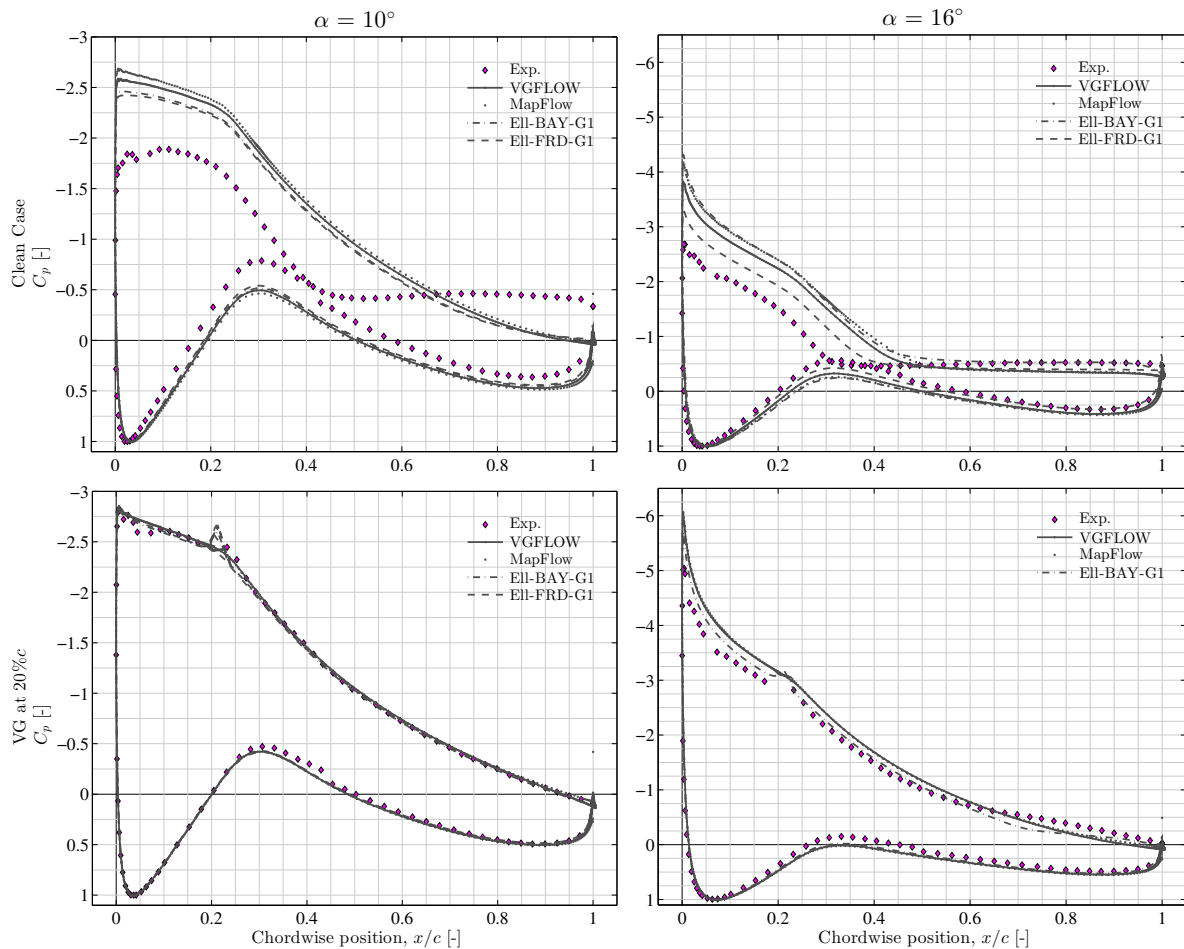 α = 10°
α = 16°
Clean Case
C_p [-]
−3
−2.5
−2
−1.5
−1
−0.5
0
0.5
1
0
0.2
0.4
0.6
0.8
1
Exp.
VGFLOW
MapFlow
Ell-BAY-G1
Ell-FRD-G1
−6
−5
−4
−3
−2
−1
0
1
0
0.2
0.4
0.6
0.8
1
Exp.
VGFLOW
MapFlow
Ell-BAY-G1
Ell-FRD-G1
VG at 20%c
C_p [-]
−3
−2.5
−2
−1.5
−1
−0.5
0
0.5
1
0
0.2
0.4
0.6
0.8
1
Exp.
VGFLOW
MapFlow
Ell-BAY-G1
Ell-FRD-G1
Chordwise position, x/c [-]
−6
−5
−4
−3
−2
−1
0
1
0
0.2
0.4
0.6
0.8
1
Exp.
VGFLOW
MapFlow
Ell-BAY-G1
Chordwise position, x/c [-]